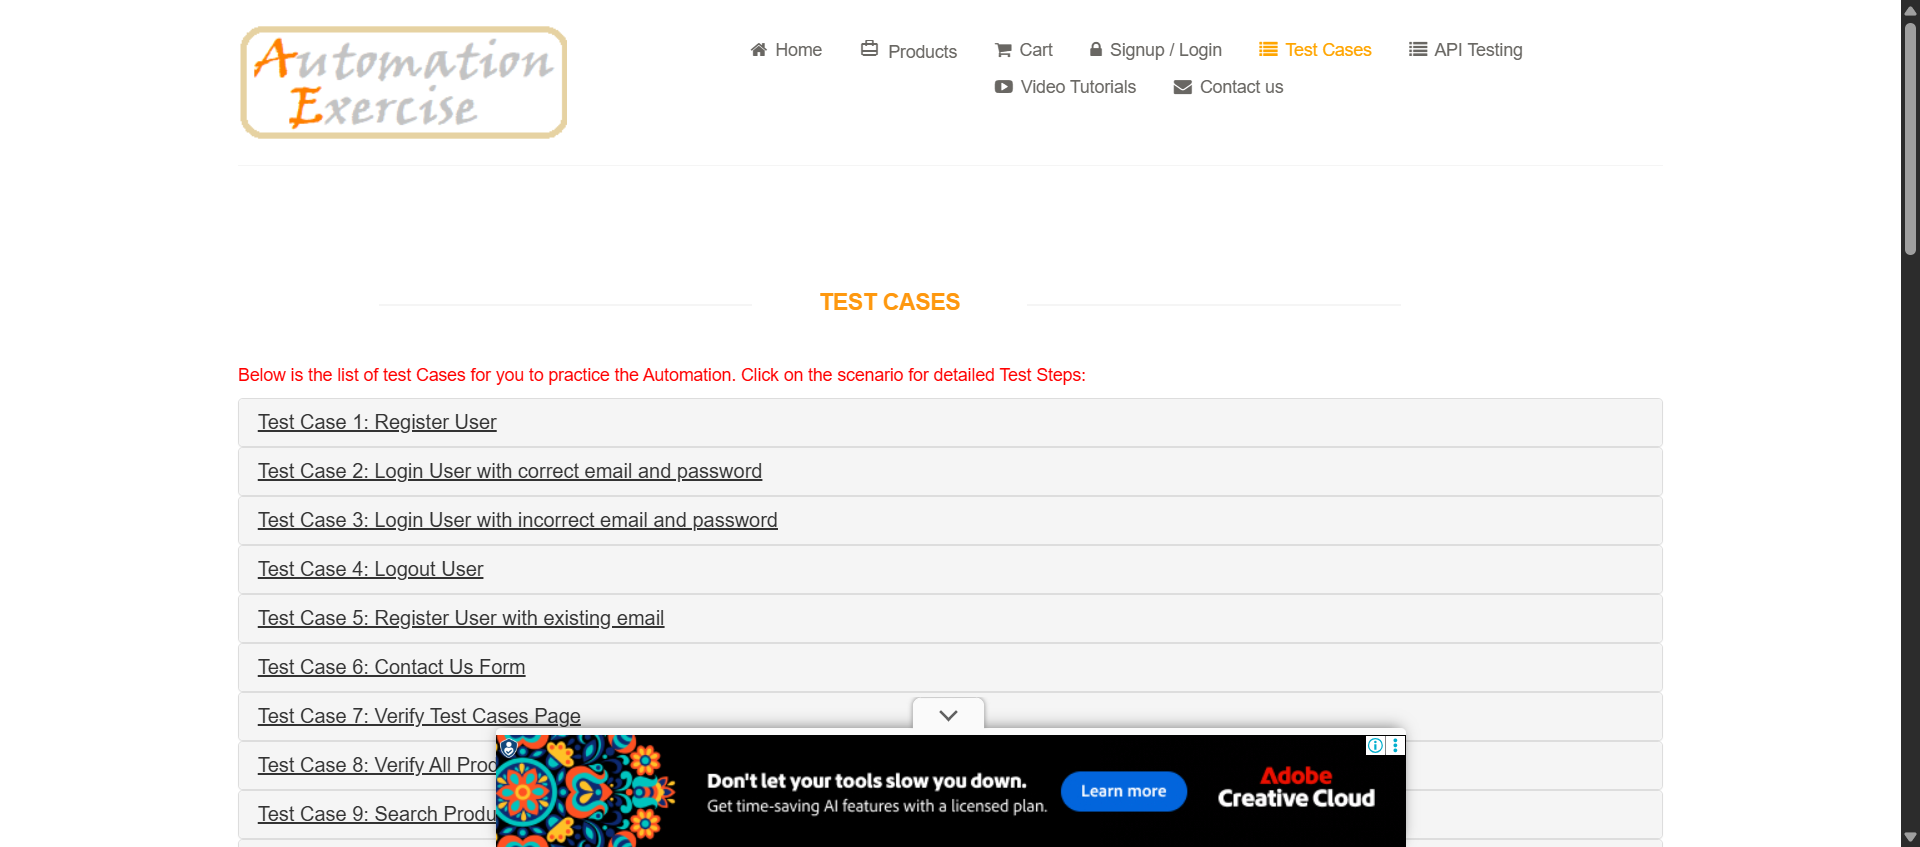 Automation
Exercise
Home
Products
Cart
Signup / Login
Test Cases
API Testing
Video Tutorials
Contact us
TEST CASES
Below is the list of test Cases for you to practice the Automation. Click on the scenario for detailed Test Steps:
Test Case 1: Register User
Test Case 2: Login User with correct email and password
Test Case 3: Login User with incorrect email and password
Test Case 4: Logout User
Test Case 5: Register User with existing email
Test Case 6: Contact Us Form
Test Case 7: Verify Test Cases Page
Test Case 8: Verify All Prod
Test Case 9: Search Produ
Don't let your tools slow you down.
Get time-saving AI features with a licensed plan.
Learn more
Adobe
Creative Cloud